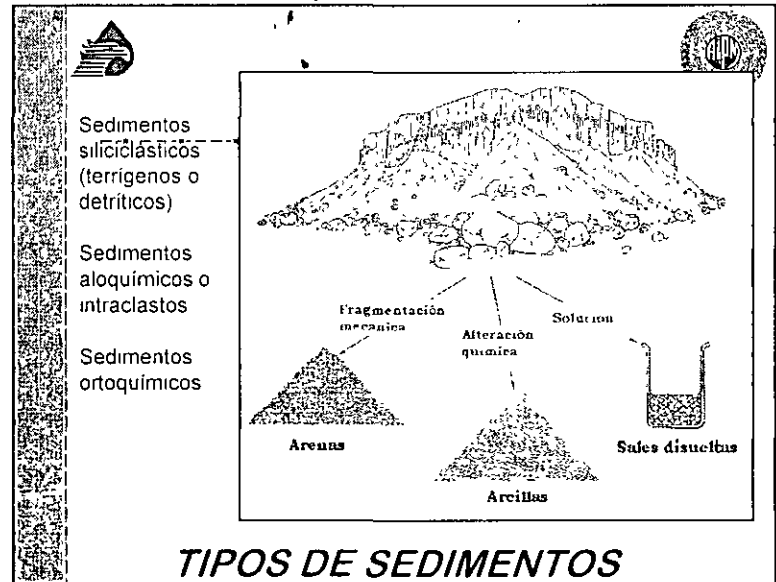 Sedimentos
siliciclásticos
(terrígenos o
detríticos)
Sedimentos
aloquímicos o
intraclastos
Sedimentos
ortoquímicos
Fragmentación
mecanica
Alteración
quimica
Solucion
Arenas
Arcillas
Sales disueltas
TIPOS DE SEDIMENTOS